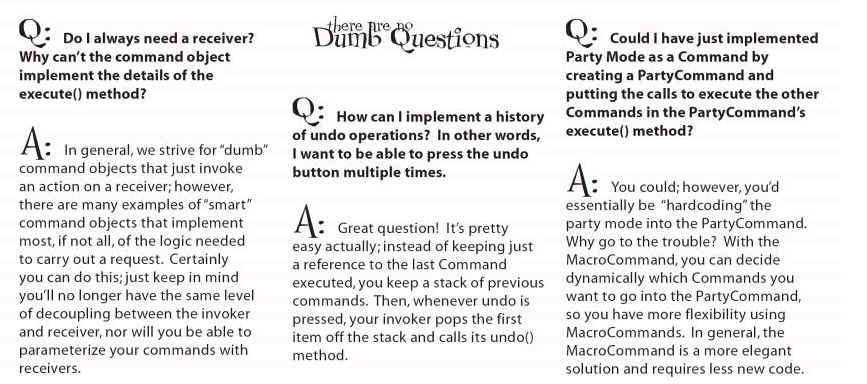 Q: Do I always need a receiver?
Why can't the command object
implement the details of the
execute() method?
A: In general, we strive for "dumb"
command objects that just invoke
an action on a receiver; however,
there are many examples of "smart"
command objects that implement
most, if not all, of the logic needed
to carry out a request. Certainly
you can do this; just keep in mind
you'll no longer have the same level
of decoupling between the invoker
and receiver, nor will you be able to
parameterize your commands with
receivers.
there are no
Dumb Questions
Q: How can I implement a history
of undo operations? In other words,
I want to be able to press the undo
button multiple times.
A: Great question! It's pretty
easy actually; instead of keeping just
a reference to the last Command
executed, you keep a stack of previous
commands. Then, whenever undo is
pressed, your invoker pops the first
item off the stack and calls its undo()
method.
Q: Could I have just implemented
Party Mode as a Command by
creating a PartyCommand and
putting the calls to execute the other
Commands in the PartyCommand's
execute() method?
A: You could; however, you'd
essentially be "hardcoding" the
party mode into the PartyCommand.
Why go to the trouble? With the
MacroCommand, you can decide
dynamically which Commands you
want to go into the PartyCommand,
so you have more flexibility using
MacroCommands. In general, the
MacroCommand is a more elegant
solution and requires less new code.